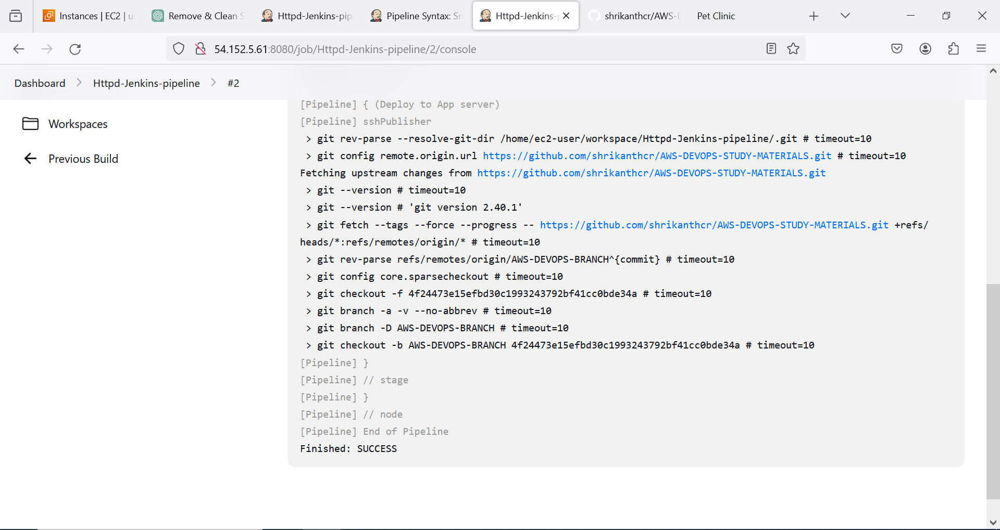 Instances | EC2 | us
Remove & Clean S
Httpd-Jenkins-pip
Pipeline Syntax: Sn
Httpd-Jenkins-p
shrikanthcr/AWS-D
Pet Clinic
54.152.5.61:8080/job/Httpd-Jenkins-pipeline/2/console
Dashboard
Httpd-Jenkins-pipeline
#2
Workspaces
Previous Build
[Pipeline] { (Deploy to App server)
[Pipeline] sshPublisher
> git rev-parse --resolve-git-dir /home/ec2-user/workspace/Httpd-Jenkins-pipeline/.git # timeout=10
> git config remote.origin.url https://github.com/shrikanthcr/AWS-DEVOPS-STUDY-MATERIALS.git # timeout=10
Fetching upstream changes from https://github.com/shrikanthcr/AWS-DEVOPS-STUDY-MATERIALS.git
> git --version # timeout=10
> git --version # 'git version 2.40.1'
> git fetch --tags --force --progress -- https://github.com/shrikanthcr/AWS-DEVOPS-STUDY-MATERIALS.git +refs/
heads/*:refs/remotes/origin/* # timeout=10
> git rev-parse refs/remotes/origin/AWS-DEVOPS-BRANCH^{commit} # timeout=10
> git config core.sparsecheckout # timeout=10
> git checkout -f 4f24473e15efbd30c1993243792bf41cc0bde34a # timeout=10
> git branch -a -v --no-abbrev # timeout=10
> git branch -D AWS-DEVOPS-BRANCH # timeout=10
> git checkout -b AWS-DEVOPS-BRANCH 4f24473e15efbd30c1993243792bf41cc0bde34a # timeout=10
[Pipeline] }
[Pipeline] // stage
[Pipeline] }
[Pipeline] // node
[Pipeline] End of Pipeline
Finished: SUCCESS